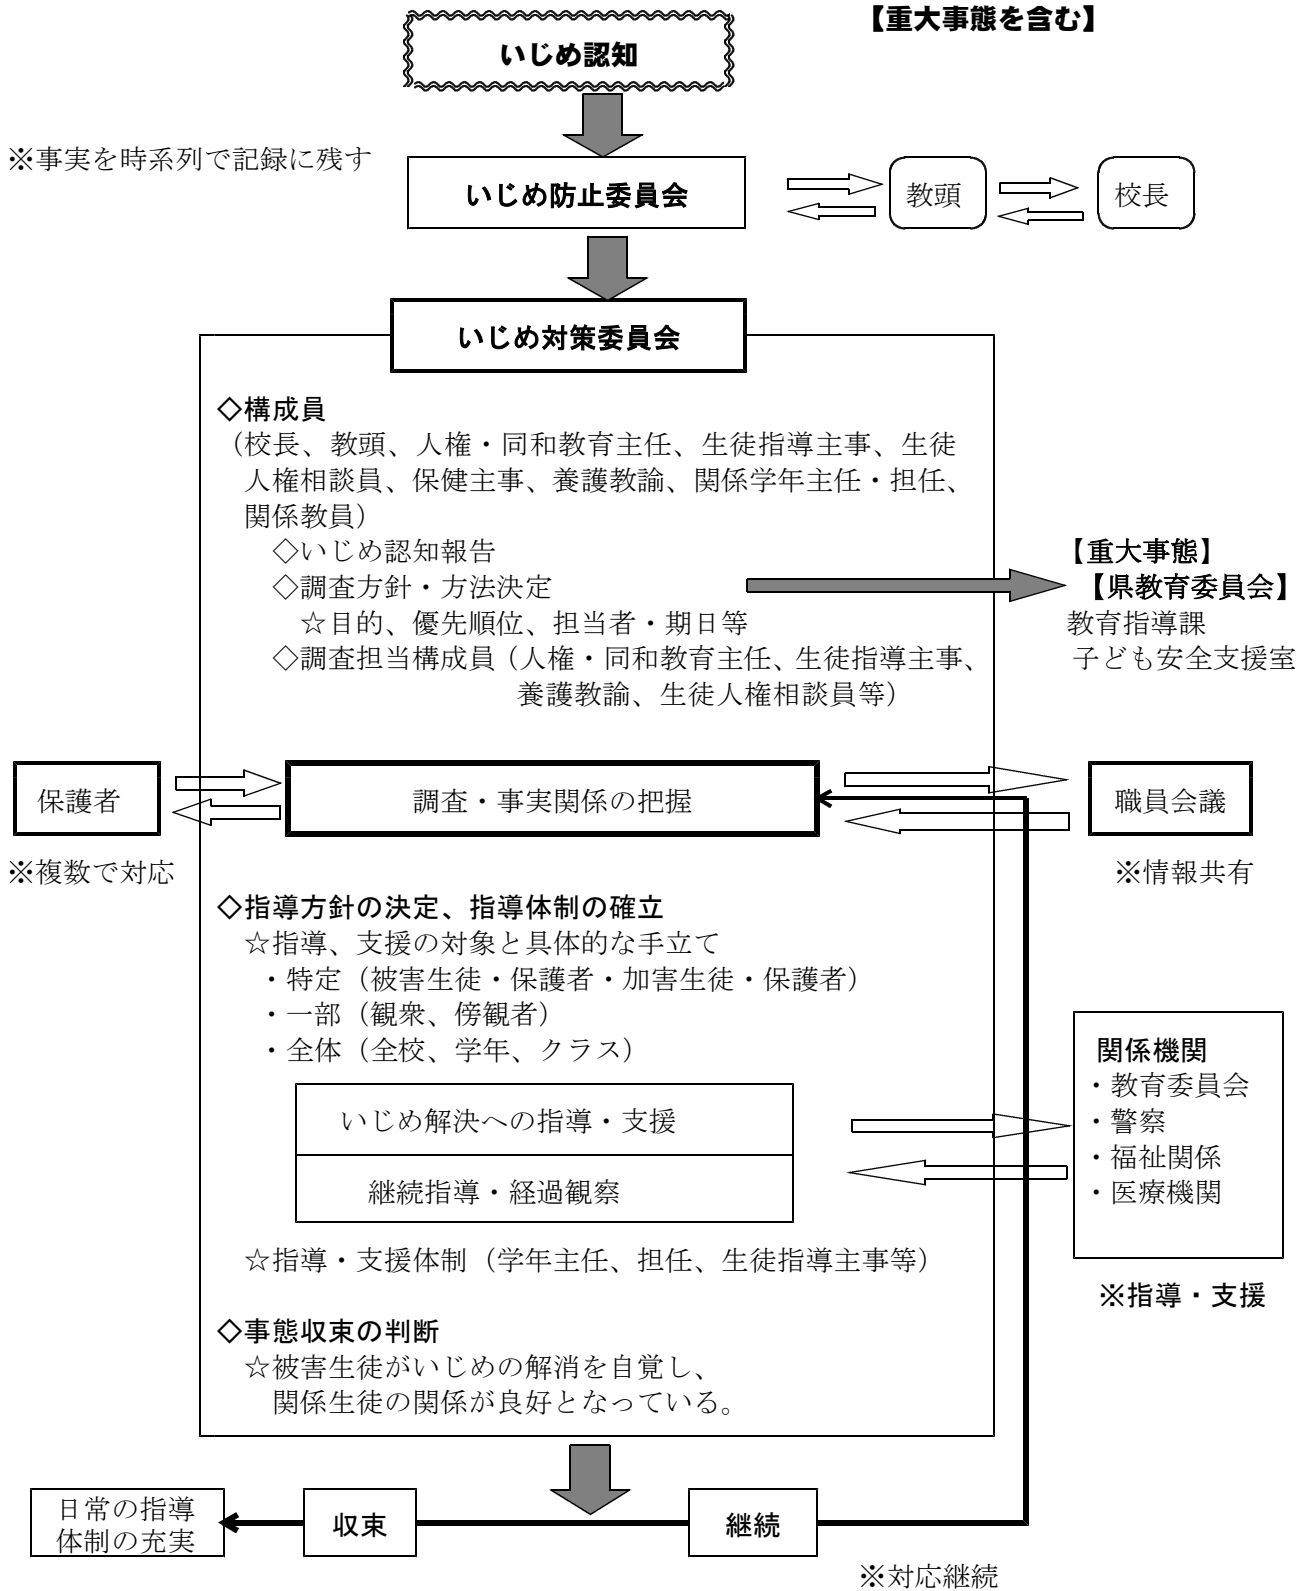 【重大事態を含む】
いじめ認知
※事実を時系列で記録に残す
いじめ防止委員会
教頭
校長
いじめ対策委員会
◇構成員
（校長、教頭、人権・同和教育主任、生徒指導主事、生徒
人権相談員、保健主事、養護教諭、関係学年主任・担任、
関係教員）
◇いじめ認知報告
◇調査方針・方法決定
☆目的、優先順位、担当者・期日等
◇調査担当構成員（人権・同和教育主任、生徒指導主事、
養護教諭、生徒人権相談員等）
【重大事態】
【県教育委員会】
教育指導課
子ども安全支援室
保護者
調査・事実関係の把握
職員会議
※複数で対応
※情報共有
◇指導方針の決定、指導体制の確立
☆指導、支援の対象と具体的な手立て
・特定（被害生徒・保護者・加害生徒・保護者）
・一部（観衆、傍観者）
・全体（全校、学年、クラス）
いじめ解決への指導・支援
継続指導・経過観察
関係機関
・教育委員会
・警察
・福祉関係
・医療機関
☆指導・支援体制（学年主任、担任、生徒指導主事等）
※指導・支援
◇事態収束の判断
☆被害生徒がいじめの解消を自覚し、
関係生徒の関係が良好となっている。
日常の指導
体制の充実
収束
継続
※対応継続